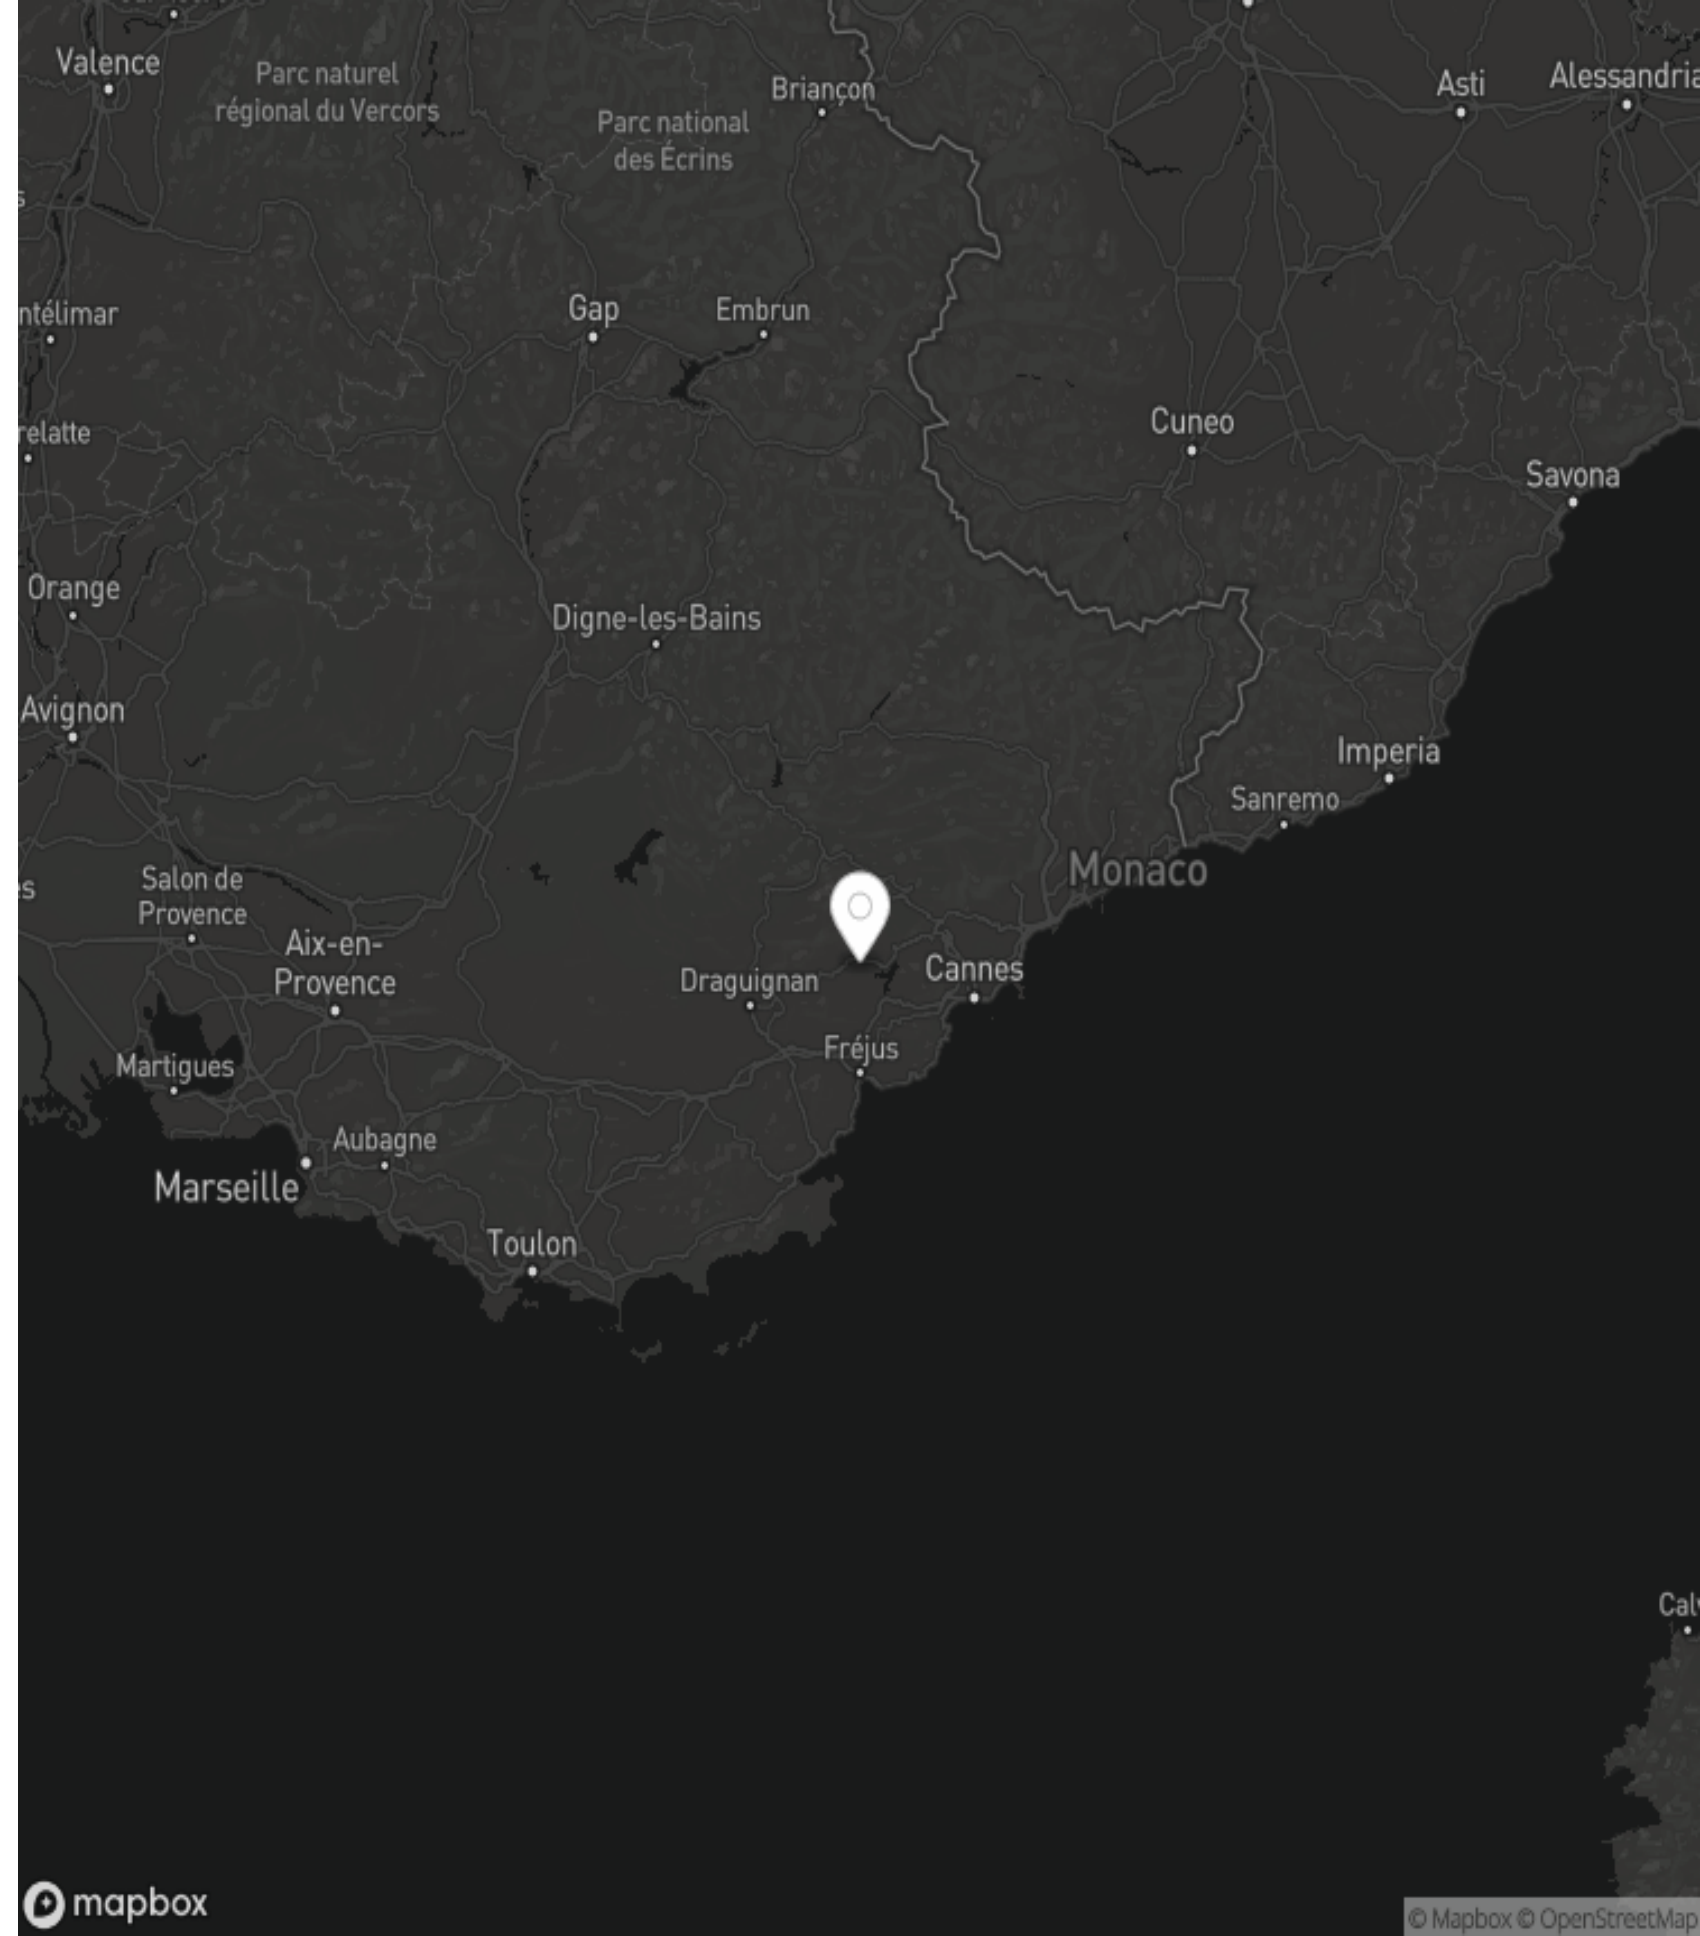 Valence
Parc naturel
régional du Vercors
Parc national
des Écrins
Briançon
Asti
Alessandria
s
ntélimar
Gap
Embrun
relatte
Cuneo
Savona
Orange
Digne-les-Bains
Avignon
Imperia
Sanremo
Monaco
es
Salon de
Provence
Aix-en-
Provence
Draguignan
Cannes
Fréjus
Martigues
Aubagne
Marseille
Toulon
Calv
mapbox
© Mapbox © OpenStreetMap